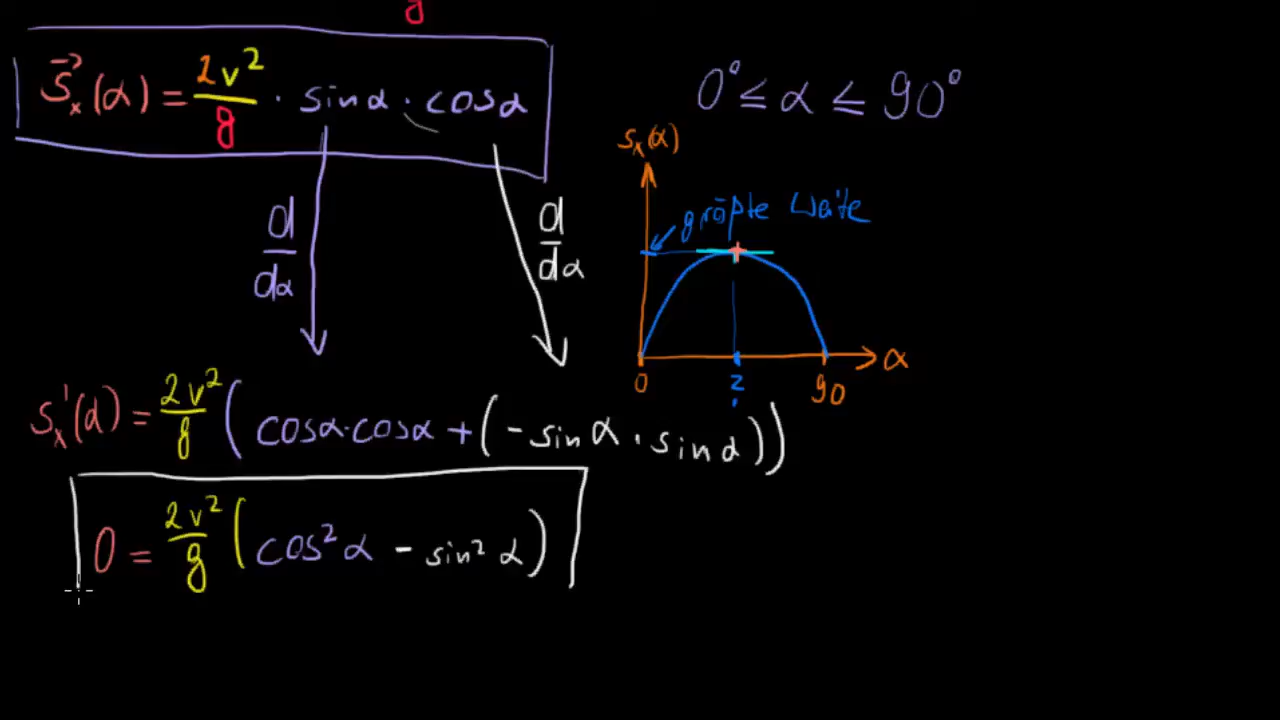 g
S⃗ₓ(α) = 2v²/g · sinα · cosα
0° ≤ α ≤ 90°
Sₓ(α)
größte Weite
d/dα
d/dα
0
?
90
α
Sₓ'(α) = 2v²/g (cosα·cosα + (-sinα · sinα))
0 = 2v²/g (cos²α - sin²α)